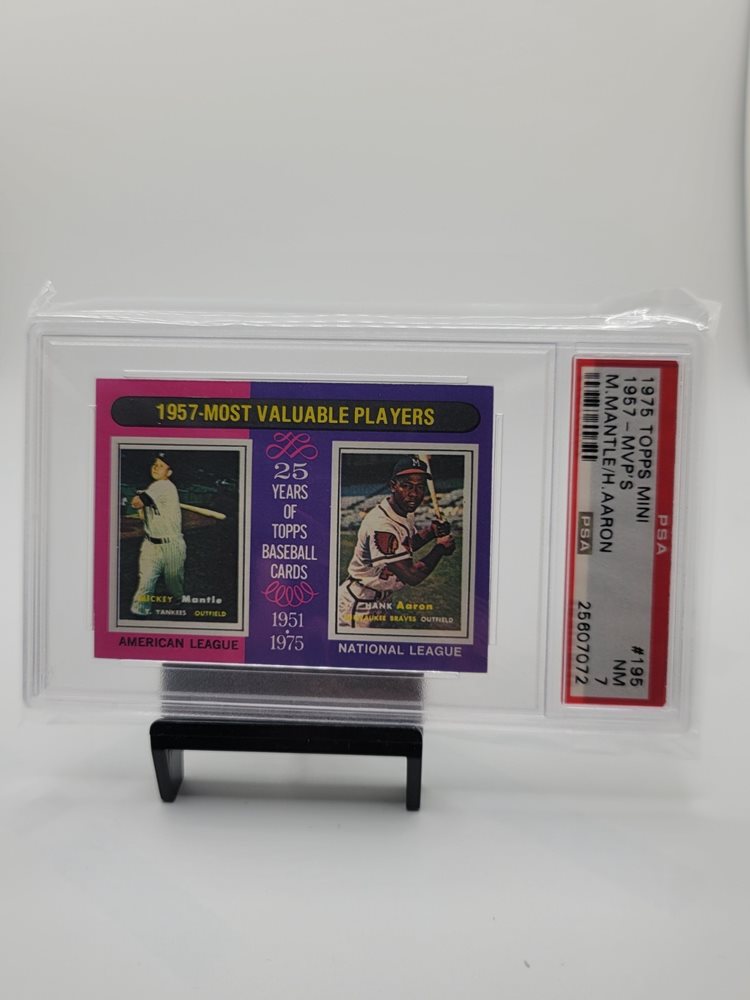 1957-MOST VALUABLE PLAYERS
MICKEY Mantle
N. Y. YANKEES OUTFIELD
AMERICAN LEAGUE
25
YEARS
OF
TOPPS
BASEBALL
CARDS
1951
1975
HANK Aaron
MILWAUKEE BRAVES OUTFIELD
NATIONAL LEAGUE
PSA
1975 TOPPS MINI #195
1957 - MVP'S NM
M.MANTLE/H.AARON 7
PSA 25607072